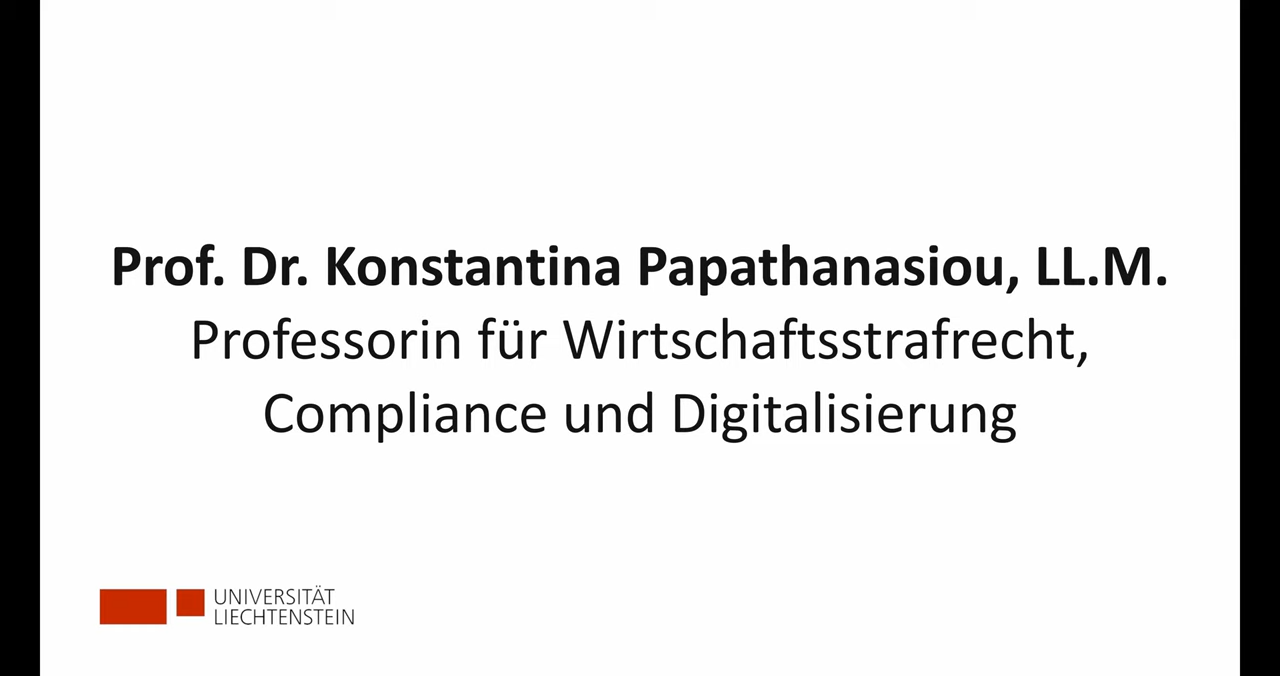 Prof. Dr. Konstantina Papathanasiou, LL.M.
Professorin für Wirtschaftsstrafrecht,
Compliance und Digitalisierung
UNIVERSITÄT
LIECHTENSTEIN